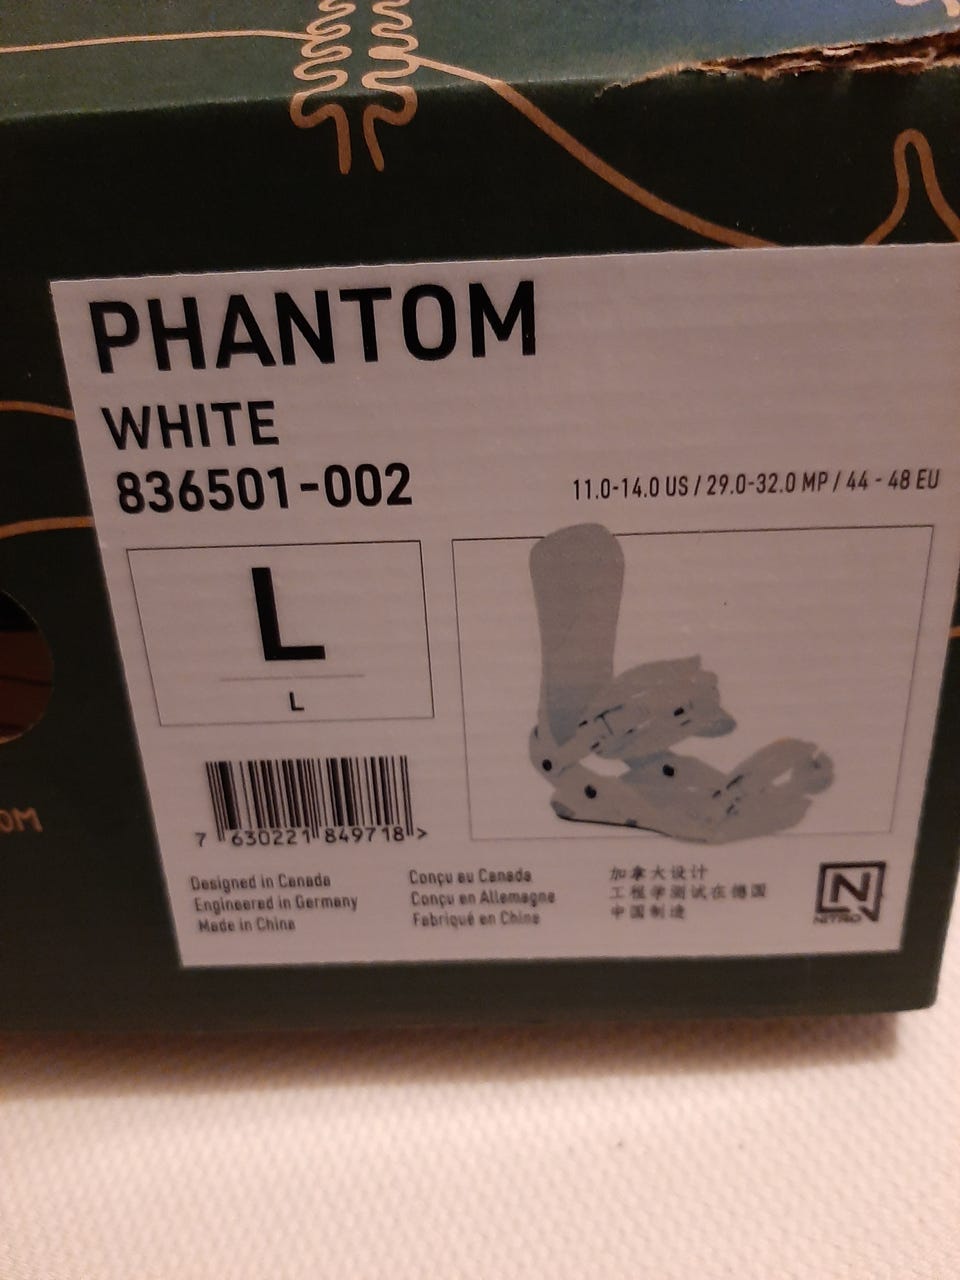 PHANTOM
WHITE
836501-002
11.0-14.0 US / 29.0-32.0 MP / 44 - 48 EU
L
L
7 630221 849718 >
Designed in Canada
Engineered in Germany
Made in China
Conçu au Canada
Conçu en Allemagne
Fabriqué en Chine
加拿大设计
工程学测试在德国
中国制造
N
NITRO
OM